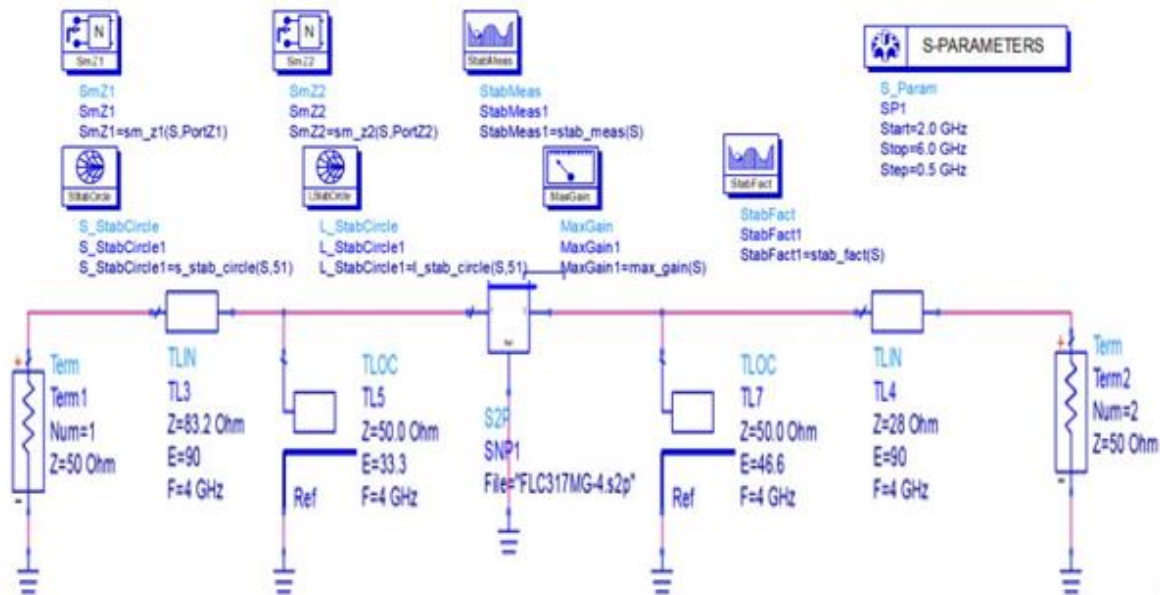 N
SmZ1
SmZ1
SmZ1
SmZ1=sm_z1(S,PortZ1)
N
SmZ2
SmZ2
SmZ2
SmZ2=sm_z2(S,PortZ2)
StabMeas
StabMeas
StabMeas1
StabMeas1=stab_meas(S)
S-PARAMETERS
S_Param
SP1
Start=2.0 GHz
Stop=6.0 GHz
Step=0.5 GHz
SStabCircle
S_StabCircle
S_StabCircle1
S_StabCircle1=s_stab_circle(S,51)
LStabCircle
L_StabCircle
L_StabCircle1
L_StabCircle1=l_stab_circle(S,51)
MaxGain
MaxGain
MaxGain1
MaxGain1=max_gain(S)
StabFact
StabFact
StabFact1
StabFact1=stab_fact(S)
Term
Term1
Num=1
Z=50 Ohm
TLIN
TL3
Z=83.2 Ohm
E=90
F=4 GHz
TLOC
TL5
Z=50.0 Ohm
E=33.3
F=4 GHz
Ref
S2P
SNP1
File="FLC317MG-4.s2p"
Ref
TLOC
TL7
Z=50.0 Ohm
E=46.6
F=4 GHz
Ref
TLIN
TL4
Z=28 Ohm
E=90
F=4 GHz
Term
Term2
Num=2
Z=50 Ohm